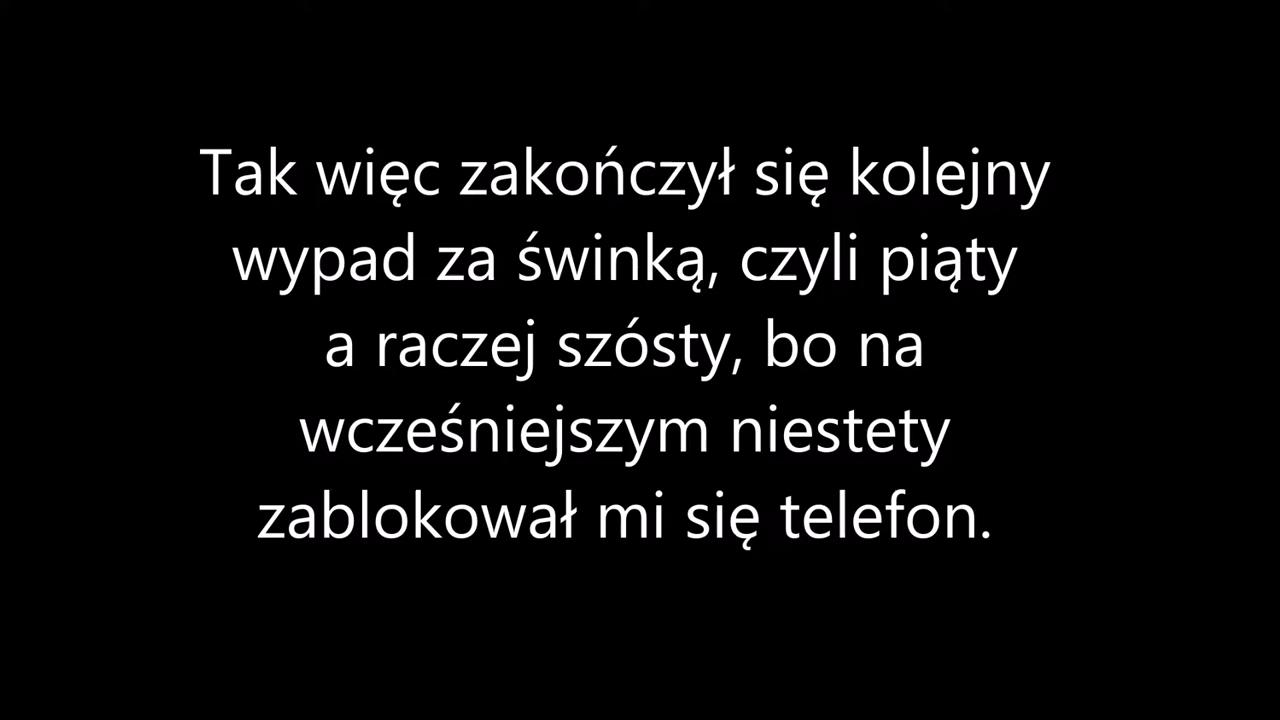 Tak więc zakończył się kolejny
wypad za świnką, czyli piąty
a raczej szósty, bo na
wcześniejszym niestety
zablokował mi się telefon.